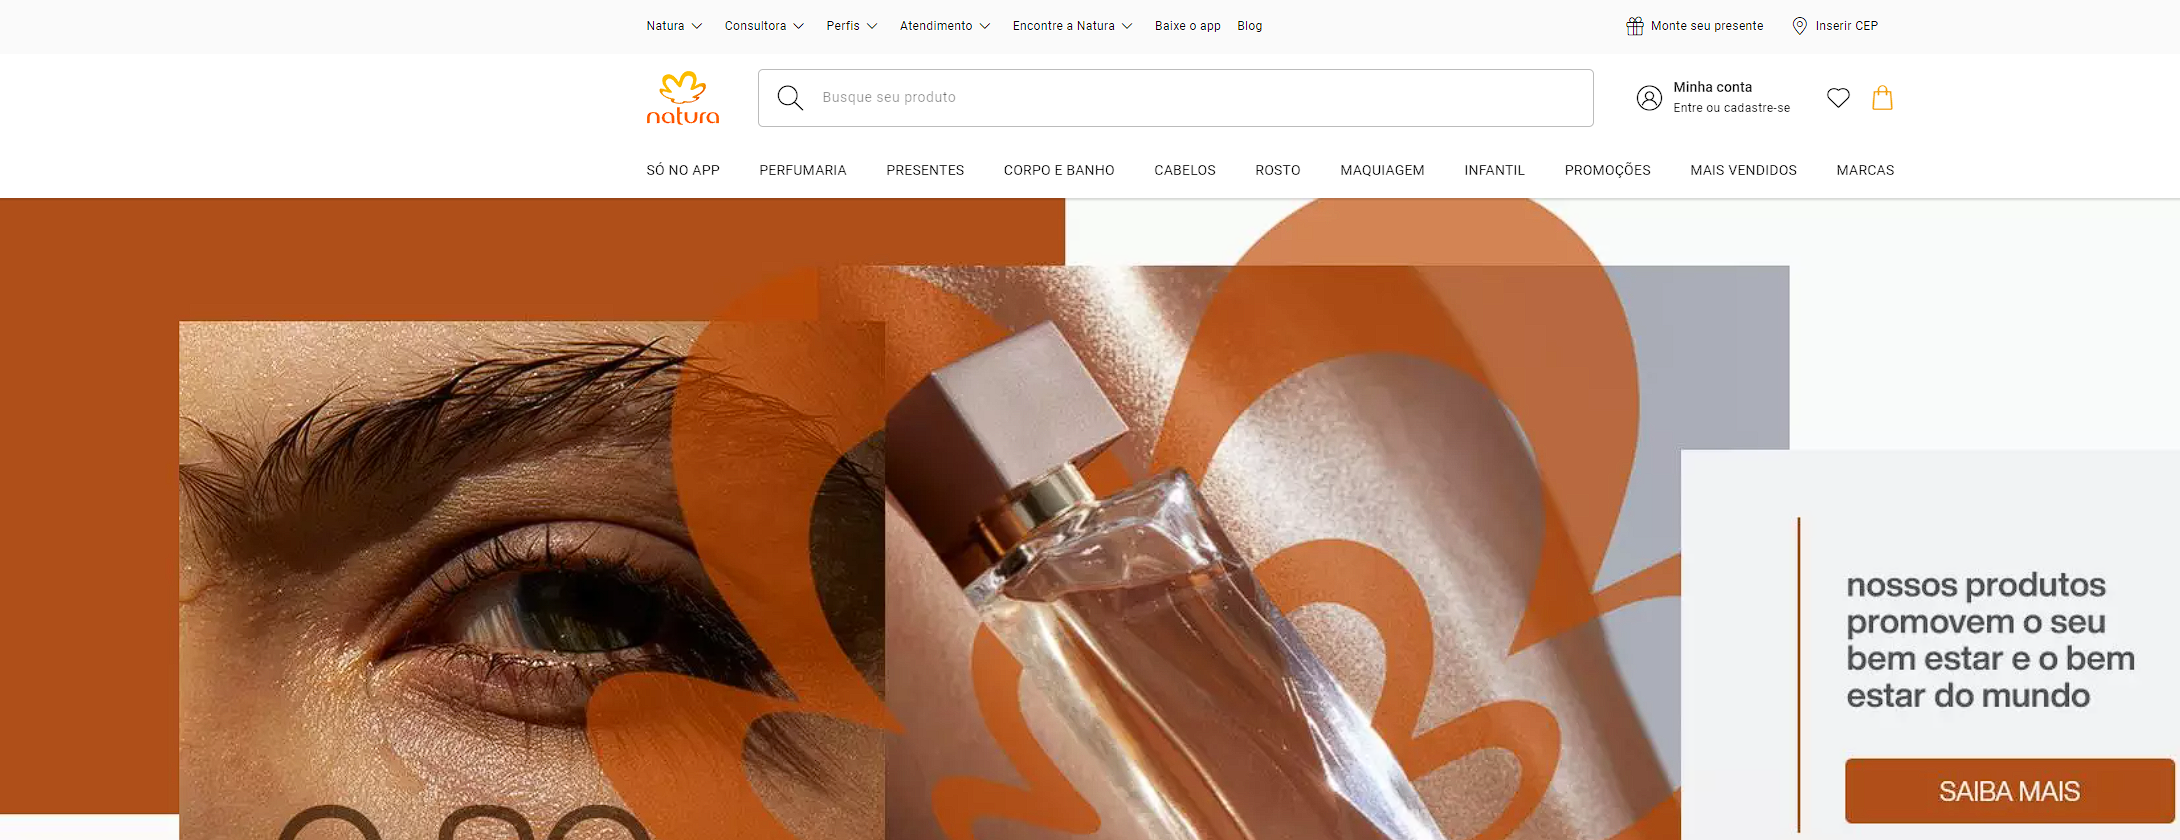 Natura
Consultora
Perfis
Atendimento
Encontre a Natura
Baixe o app
Blog
Monte seu presente
Inserir CEP
natura
Busque seu produto
Minha conta
Entre ou cadastre-se
SÓ NO APP
PERFUMARIA
PRESENTES
CORPO E BANHO
CABELOS
ROSTO
MAQUIAGEM
INFANTIL
PROMOÇÕES
MAIS VENDIDOS
MARCAS
nossos produtos
promovem o seu
bem estar e o bem
estar do mundo
SAIBA MAIS